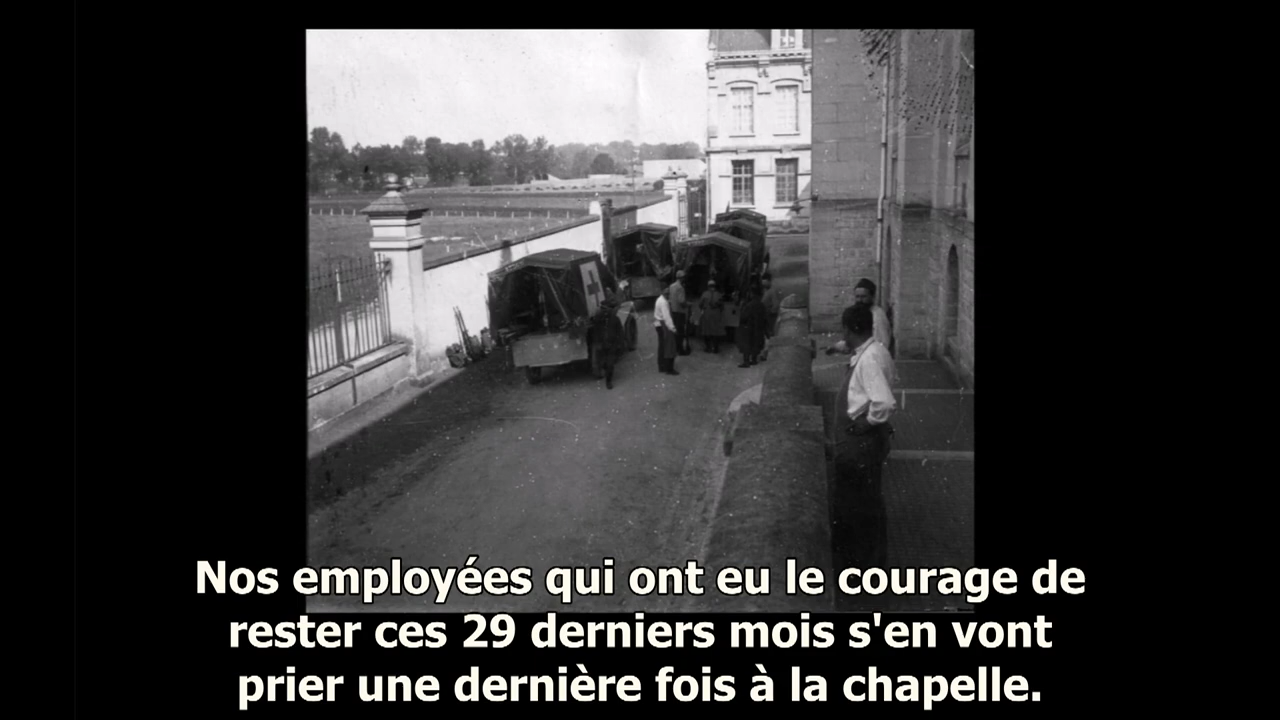 Nos employées qui ont eu le courage de
rester ces 29 derniers mois s'en vont
prier une dernière fois à la chapelle.